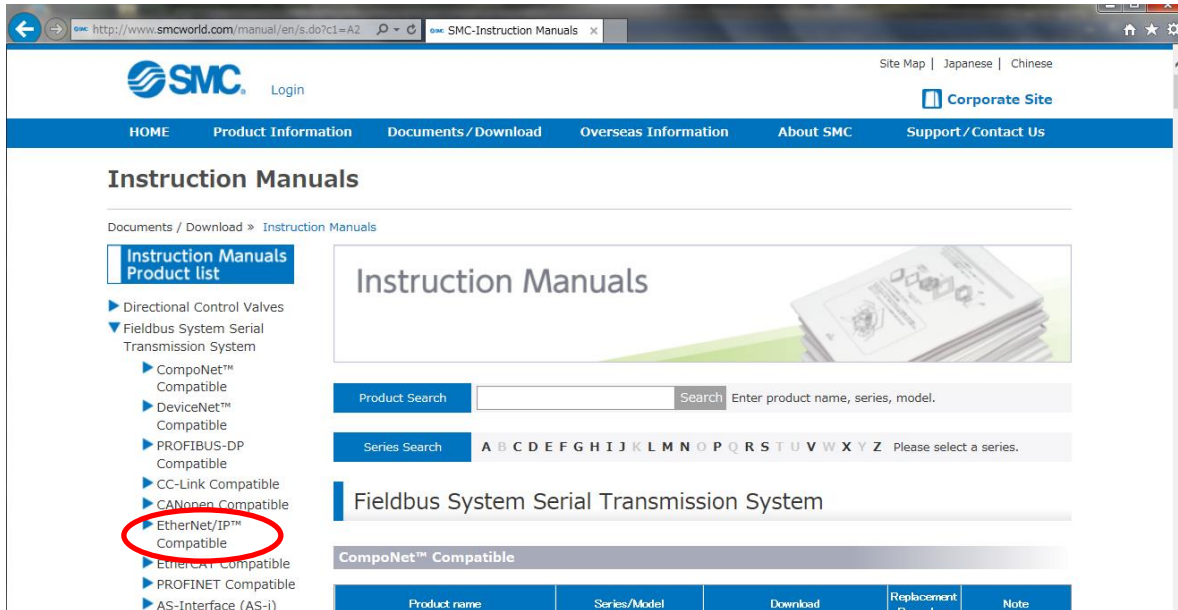 http://www.smcworld.com/manual/en/s.do?c1=A2
SMC-Instruction Manuals
SMC
Login
Site Map | Japanese | Chinese
Corporate Site
HOME Product Information Documents/Download Overseas Information About SMC Support/Contact Us
Instruction Manuals
Documents / Download » Instruction Manuals
Instruction Manuals
Product list
Directional Control Valves
Fieldbus System Serial
Transmission System
CompoNet™
Compatible
DeviceNet™
Compatible
PROFIBUS-DP
Compatible
CC-Link Compatible
CANopen Compatible
EtherNet/IP™
Compatible
EtherCAT Compatible
PROFINET Compatible
AS-Interface (AS-i)
Instruction Manuals
Product Search Search Enter product name, series, model.
Series Search A B C D E F G H I J K L M N O P Q R S T U V W X Y Z Please select a series.
Fieldbus System Serial Transmission System
CompoNet™ Compatible
Product name Series/Model Download Replacement Note